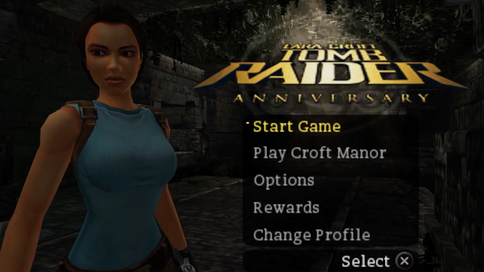 LARA CROFT
TOMB
RAIDER
ANNIVERSARY
Start Game
Play Croft Manor
Options
Rewards
Change Profile
Select